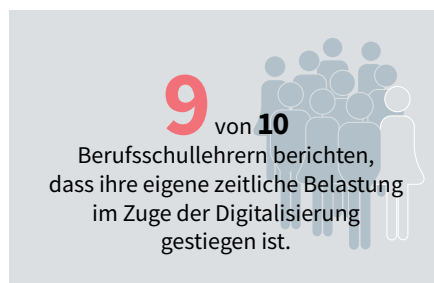 9 von 10
Berufsschullehrern berichten,
dass ihre eigene zeitliche Belastung
im Zuge der Digitalisierung
gestiegen ist.